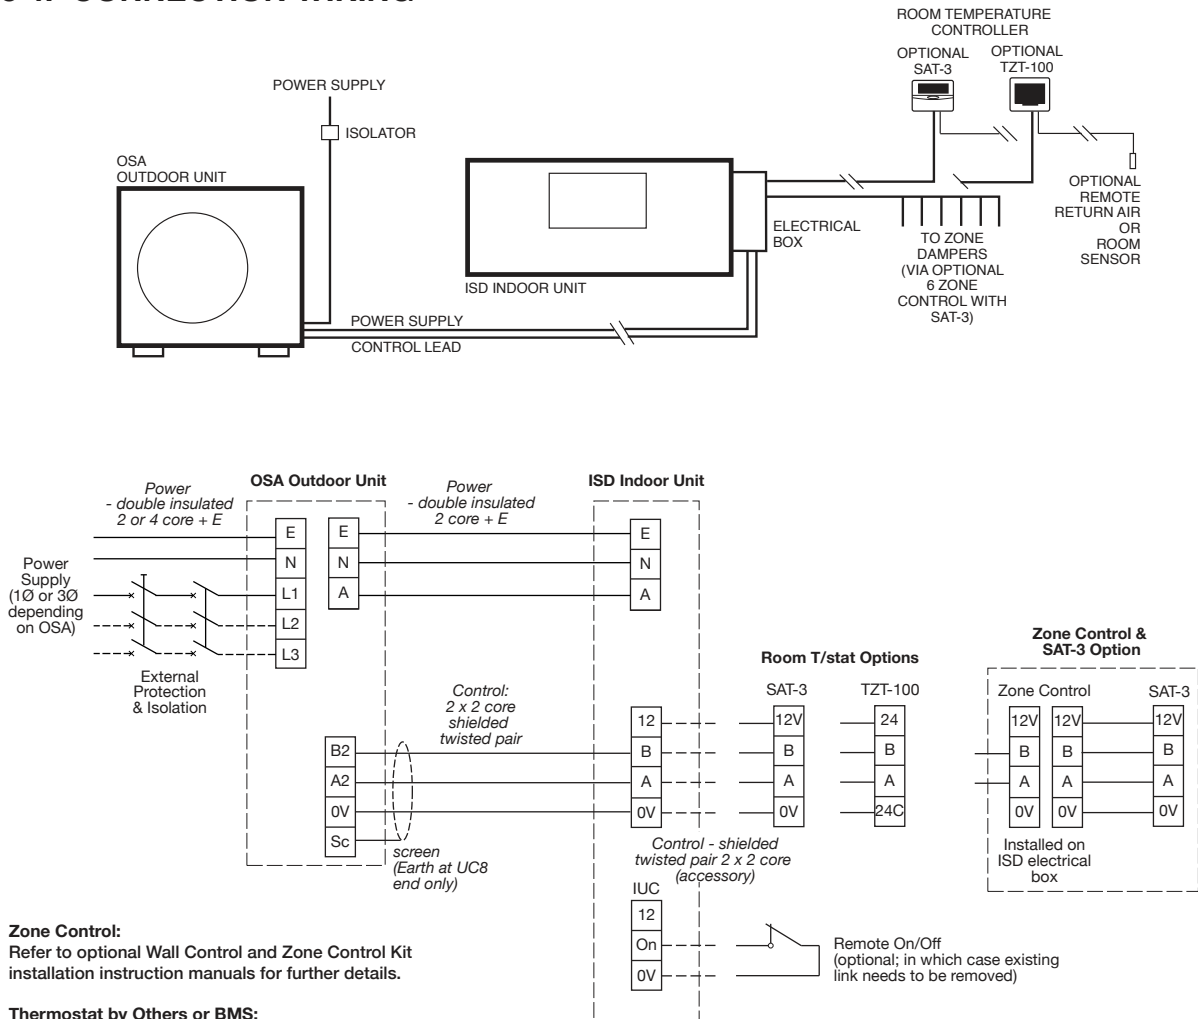 CONNECTION WIRING
ROOM TEMPERATURE
CONTROLLER
OPTIONAL
SAT-3
OPTIONAL
TZT-100
POWER SUPPLY
ISOLATOR
OSA
OUTDOOR UNIT
ELECTRICAL
BOX
ISD INDOOR UNIT
TO ZONE
DAMPERS
(VIA OPTIONAL
6 ZONE
CONTROL WITH
SAT-3)
OPTIONAL
REMOTE
RETURN AIR
OR
ROOM
SENSOR
POWER SUPPLY
CONTROL LEAD
Power
- double insulated
2 or 4 core + E
OSA Outdoor Unit
Power
- double insulated
2 core + E
ISD Indoor Unit
Power
Supply
(1Ø or 3Ø
depending
on OSA)
E
N
L1
L2
L3
E
N
A
E
N
A
External
Protection
& Isolation
Control:
2 x 2 core
shielded
twisted pair
B2
A2
0V
Sc
screen
(Earth at UC8
end only)
12
B
A
0V
Room T/stat Options
SAT-3
12V
B
A
0V
TZT-100
24
B
A
24C
Control - shielded
twisted pair 2 x 2 core
(accessory)
Zone Control &
SAT-3 Option
Zone Control
12V
B
A
0V
12V
B
A
0V
SAT-3
12V
B
A
0V
Installed on
ISD electrical
box
IUC
12
On
0V
Remote On/Off
(optional; in which case existing
link needs to be removed)
Zone Control:
Refer to optional Wall Control and Zone Control Kit
installation instruction manuals for further details.
Thermostat by Others or BMS: